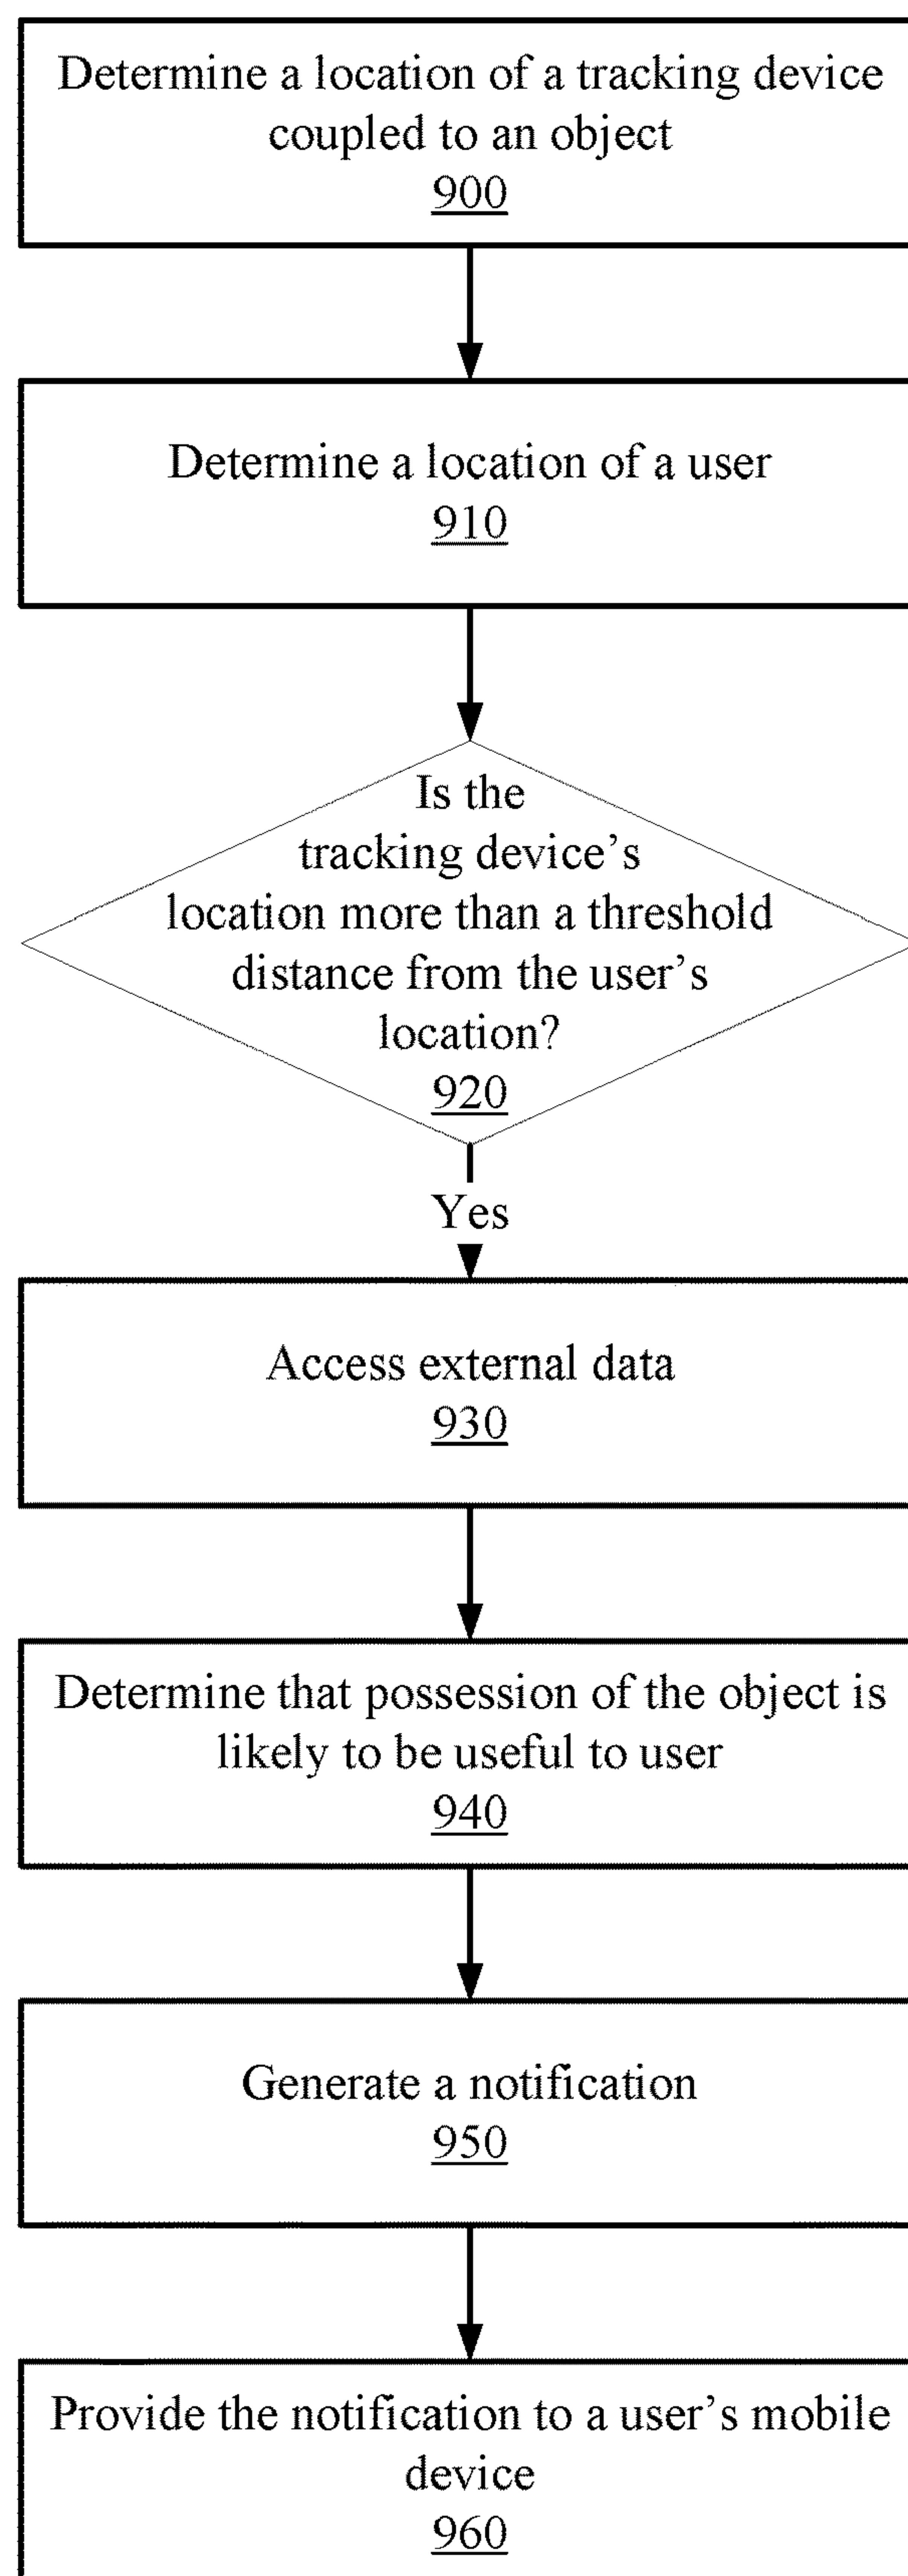 Determine a location of a tracking device
coupled to an object
900
Determine a location of a user
910
Is the
tracking device’s
location more than a threshold
distance from the user’s
location?
920
Yes
Access external data
930
Determine that possession of the object is
likely to be useful to user
940
Generate a notification
950
Provide the notification to a user’s mobile
device
960